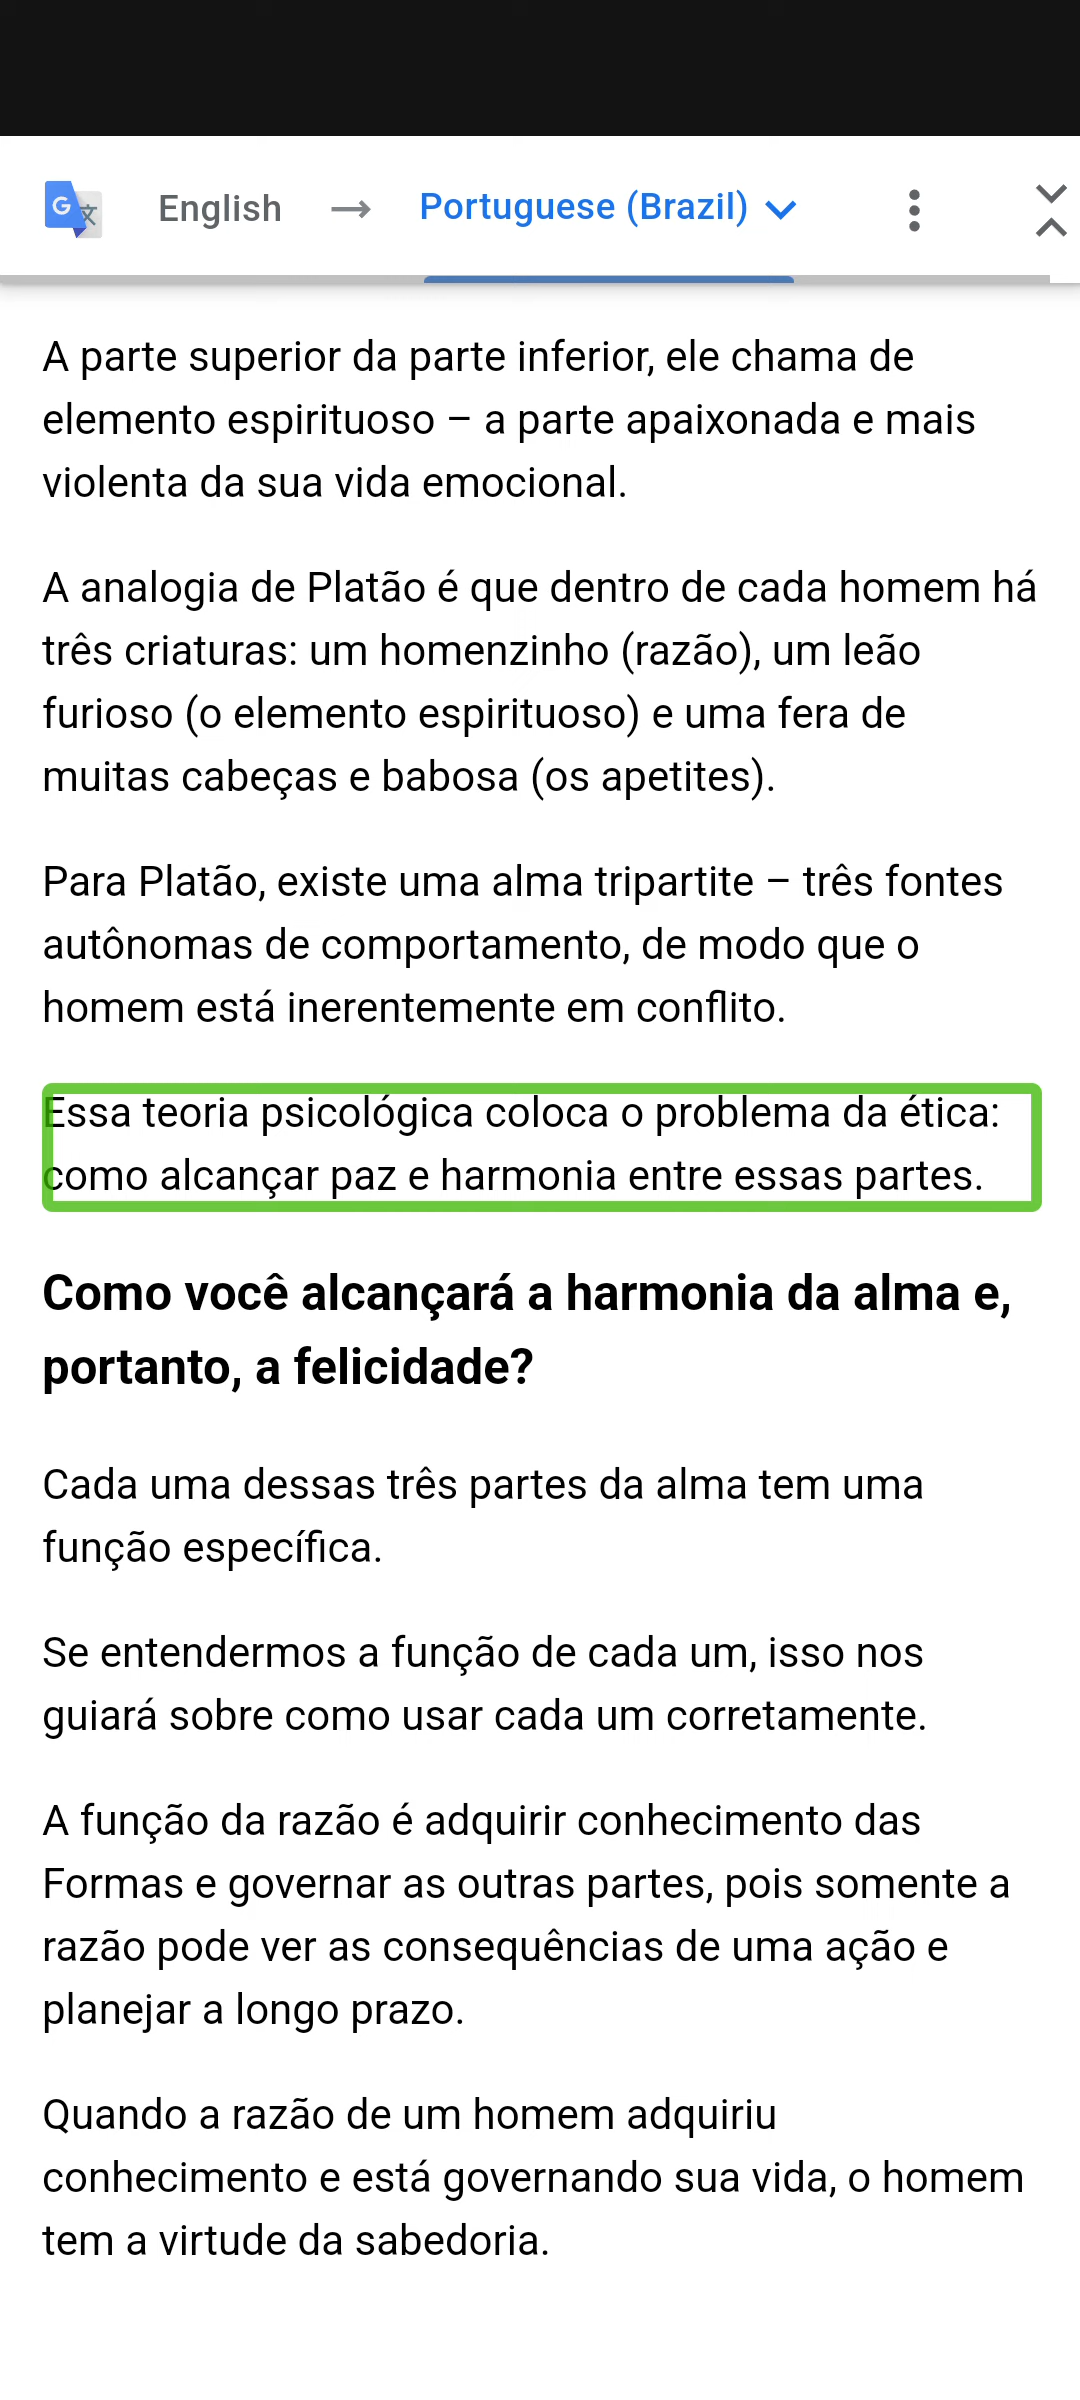 English → Portuguese (Brazil)
A parte superior da parte inferior, ele chama de
elemento espirituoso – a parte apaixonada e mais
violenta da sua vida emocional.
A analogia de Platão é que dentro de cada homem há
três criaturas: um homenzinho (razão), um leão
furioso (o elemento espirituoso) e uma fera de
muitas cabeças e babosa (os apetites).
Para Platão, existe uma alma tripartite – três fontes
autônomas de comportamento, de modo que o
homem está inerentemente em conflito.
Essa teoria psicológica coloca o problema da ética:
como alcançar paz e harmonia entre essas partes.
Como você alcançará a harmonia da alma e,
portanto, a felicidade?
Cada uma dessas três partes da alma tem uma
função específica.
Se entendermos a função de cada um, isso nos
guiará sobre como usar cada um corretamente.
A função da razão é adquirir conhecimento das
Formas e governar as outras partes, pois somente a
razão pode ver as consequências de uma ação e
planejar a longo prazo.
Quando a razão de um homem adquiriu
conhecimento e está governando sua vida, o homem
tem a virtude da sabedoria.